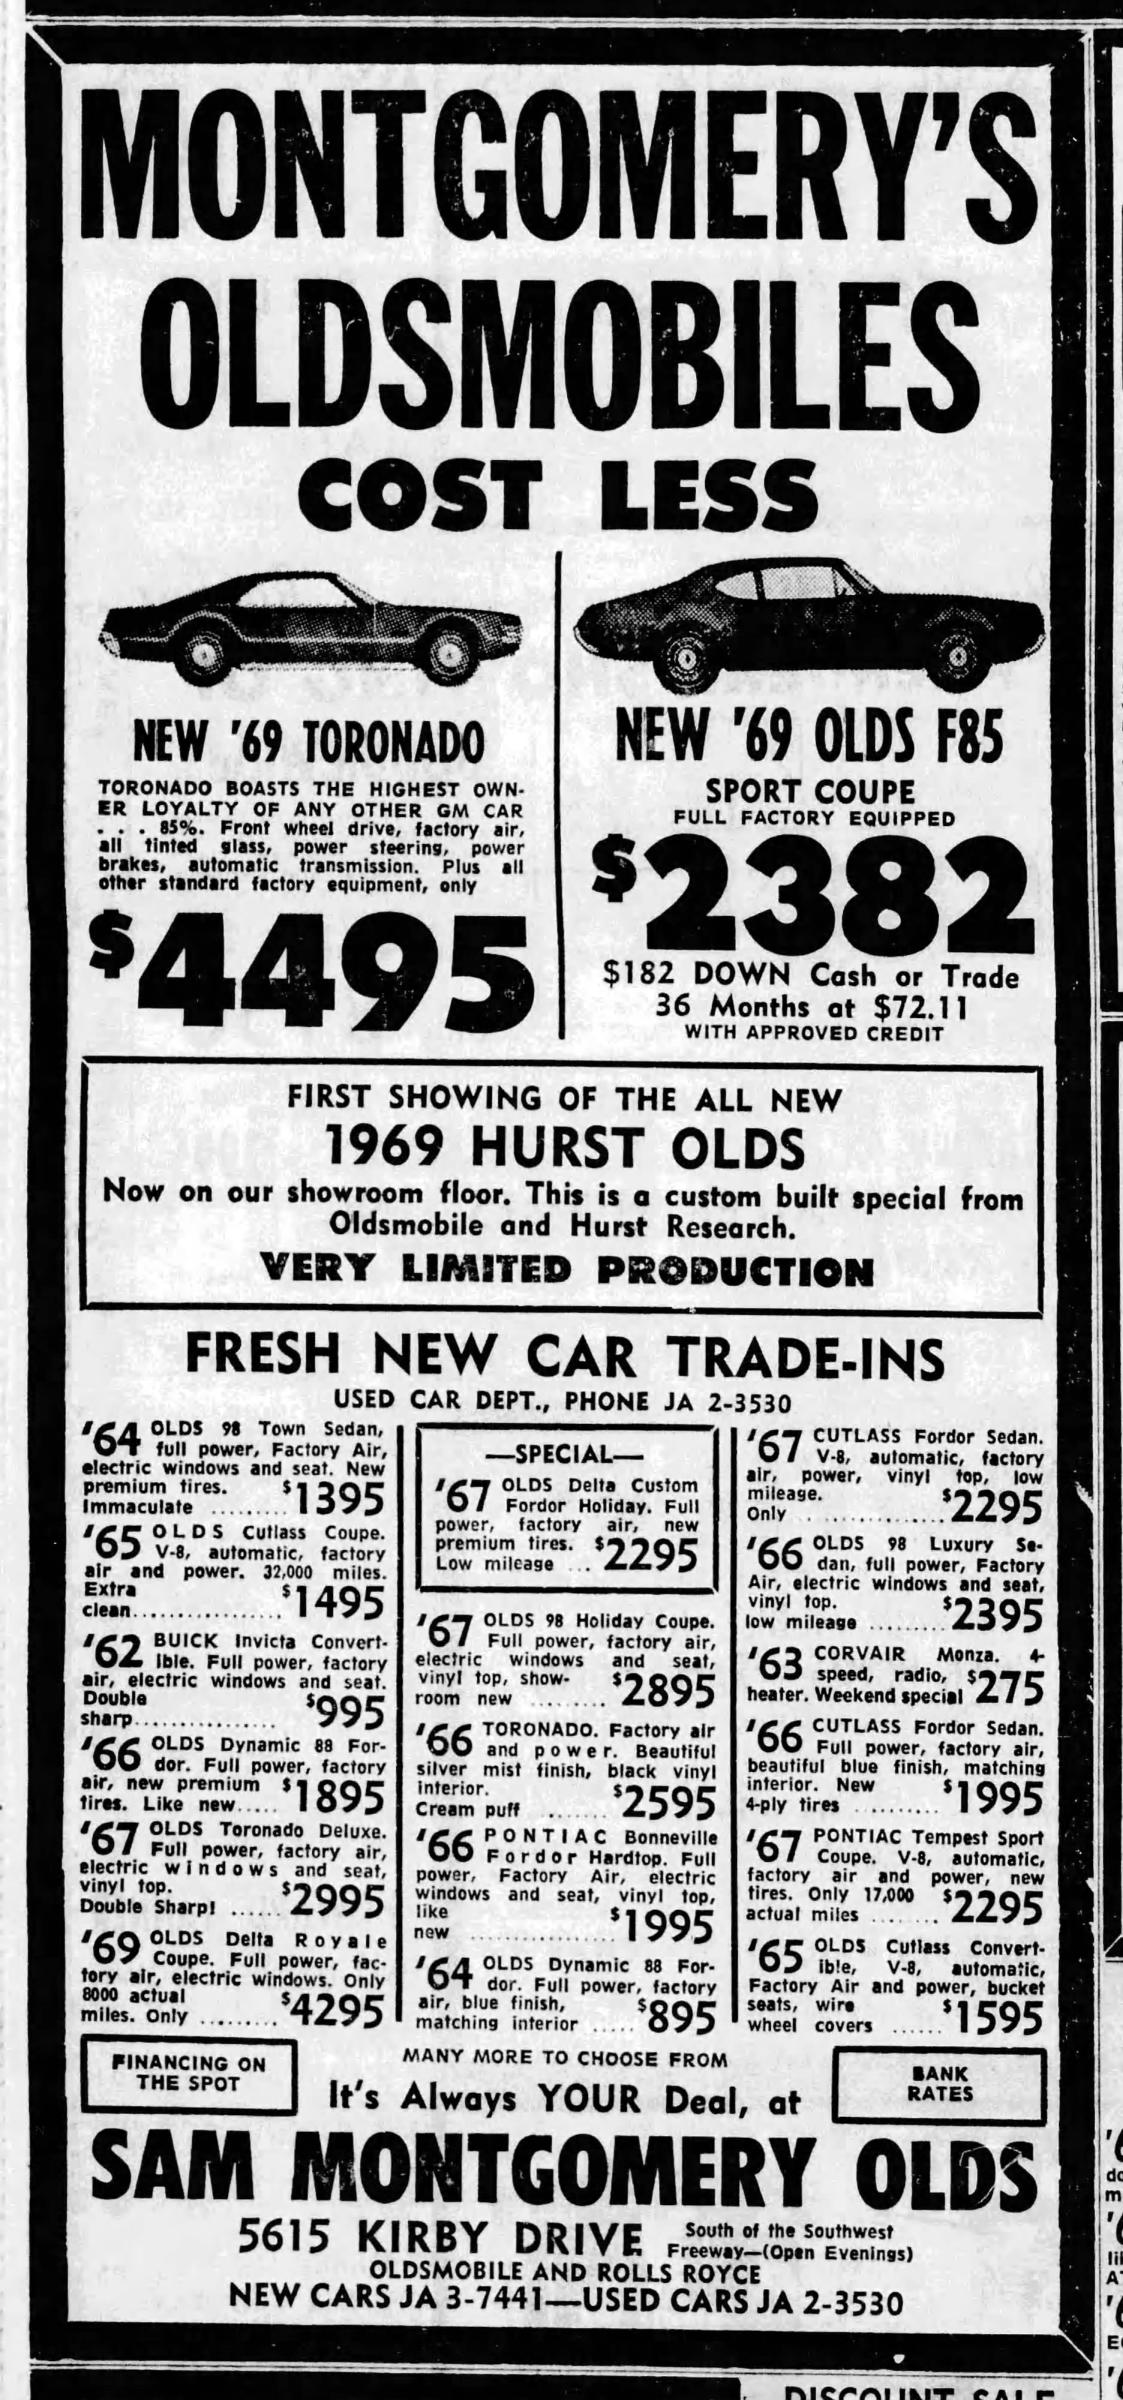 MONTGOMERY'S
OLDSMOBILES
COST LESS
NEW '69 TORONADO
TORONADO BOASTS THE HIGHEST OWN-
ER LOYALTY OF ANY OTHER GM CAR
. . . 85%. Front wheel drive, factory air,
all tinted glass, power steering, power
brakes, automatic transmission. Plus all
other standard factory equipment, only
$4495
NEW '69 OLDS F85
SPORT COUPE
FULL FACTORY EQUIPPED
$2382
$182 DOWN Cash or Trade
36 Months at $72.11
WITH APPROVED CREDIT
FIRST SHOWING OF THE ALL NEW
1969 HURST OLDS
Now on our showroom floor. This is a custom built special from
Oldsmobile and Hurst Research.
VERY LIMITED PRODUCTION
FRESH NEW CAR TRADE-INS
USED CAR DEPT., PHONE JA 2-3530
'64 OLDS 98 Town Sedan,
full power, Factory Air,
electric windows and seat. New
premium tires.
Immaculate ......... $1395
'65 OLDS Cutlass Coupe.
V-8, automatic, factory
air and power. 32,000 miles.
Extra
clean................. $1495
'62 BUICK Invicta Convert-
ible. Full power, factory
air, electric windows and seat.
Double
sharp................ $995
'66 OLDS Dynamic 88 For-
dor. Full power, factory
air, new premium
tires. Like new..... $1895
'67 OLDS Toronado Deluxe.
Full power, factory air,
electric windows and seat,
vinyl top.
Double Sharp! ...... $2995
'69 OLDS Delta Royale
Coupe. Full power, fac-
tory air, electric windows. Only
8000 actual
miles. Only ......... $4295
—SPECIAL—
'67 OLDS Delta Custom
Fordor Holiday. Full
power, factory air, new
premium tires.
Low mileage ... $2295
'67 OLDS 98 Holiday Coupe.
Full power, factory air,
electric windows and seat,
vinyl top, show-
room new ........ $2895
'66 TORONADO. Factory air
and power. Beautiful
silver mist finish, black vinyl
interior.
Cream puff ....... $2595
'66 PONTIAC Bonneville
Fordor Hardtop. Full
power, Factory Air, electric
windows and seat, vinyl top,
like
new ................. $1995
'64 OLDS Dynamic 88 For-
dor. Full power, factory
air, blue finish,
matching interior ..... $895
'67 CUTLASS Fordor Sedan.
V-8, automatic, factory
air, power, vinyl top, low
mileage.
Only ................. $2295
'66 OLDS 98 Luxury Se-
dan, full power, Factory
Air, electric windows and seat,
vinyl top.
low mileage ......... $2395
'63 CORVAIR Monza. 4-
speed, radio,
heater. Weekend special $275
'66 CUTLASS Fordor Sedan.
Full power, factory air,
beautiful blue finish, matching
interior. New
4-ply tires .......... $1995
'67 PONTIAC Tempest Sport
Coupe. V-8, automatic,
factory air and power, new
tires. Only 17,000
actual miles ........ $2295
'65 OLDS Cutlass Convert-
ible, V-8, automatic,
Factory Air and power, bucket
seats, wire
wheel covers ...... $1595
FINANCING ON
THE SPOT
MANY MORE TO CHOOSE FROM
It's Always YOUR Deal, at
BANK
RATES
SAM MONTGOMERY OLDS
5615 KIRBY DRIVE South of the Southwest
Freeway—(Open Evenings)
OLDSMOBILE AND ROLLS ROYCE
NEW CARS JA 3-7441—USED CARS JA 2-3530
DISCOUNT SALE